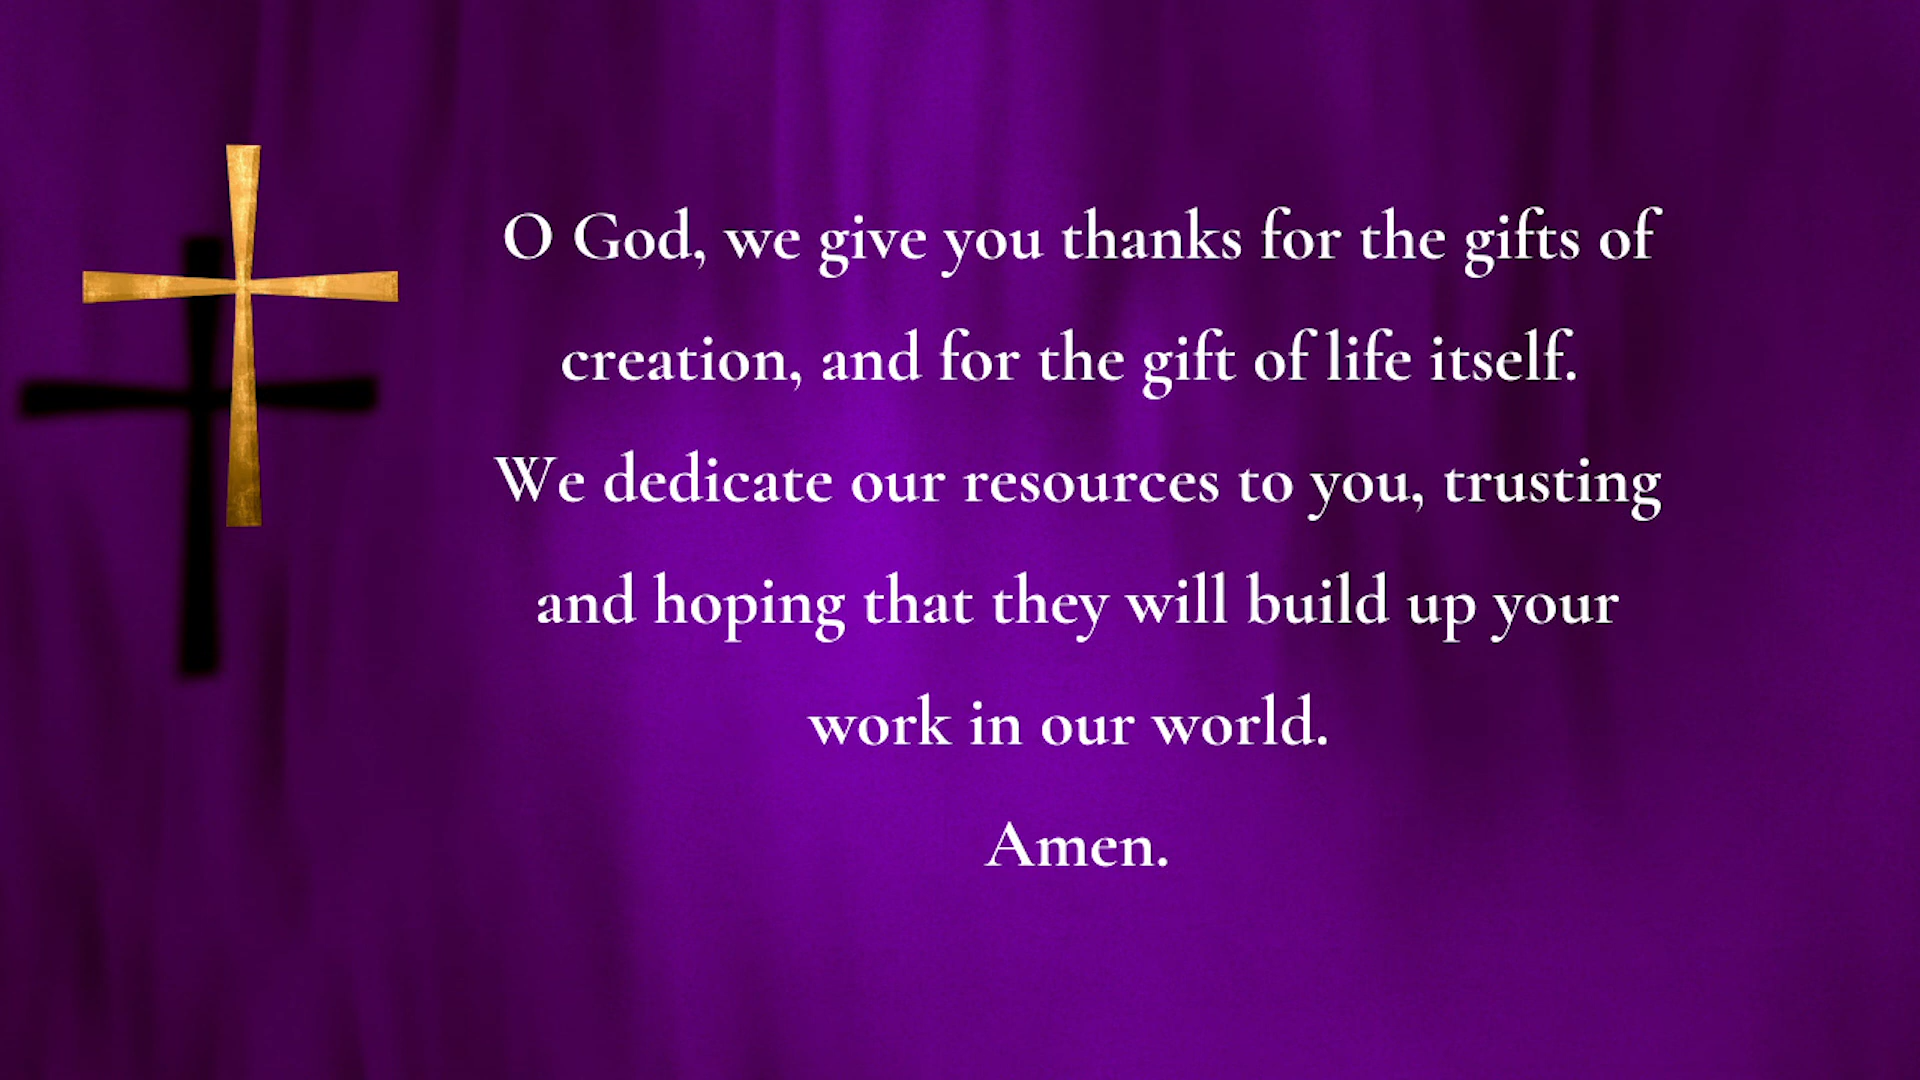 O God, we give you thanks for the gifts of
creation, and for the gift of life itself.
We dedicate our resources to you, trusting
and hoping that they will build up your
work in our world.
Amen.